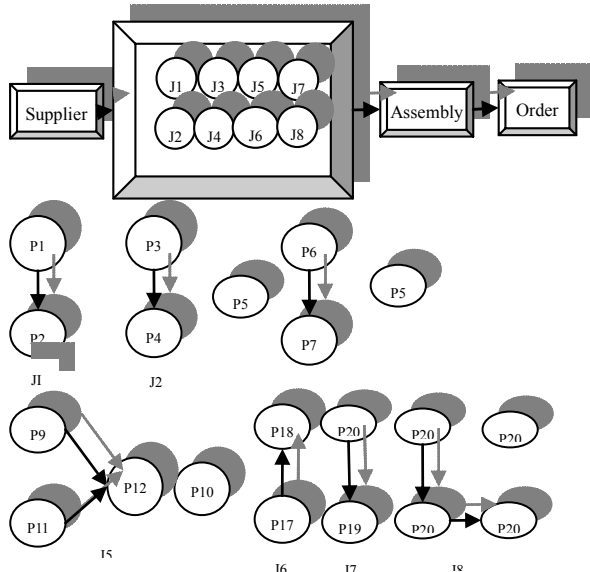 J1 J3 J5 J7
Supplier
Assembly
Order
J2 J4 J6 J8
P1
P3
P6
P5
P5
P2
P4
P7
J1
J2
P9
P18
P20
P20
P20
P12
P10
P11
P17
P19
P20
P20
J5
J6
J7
J8